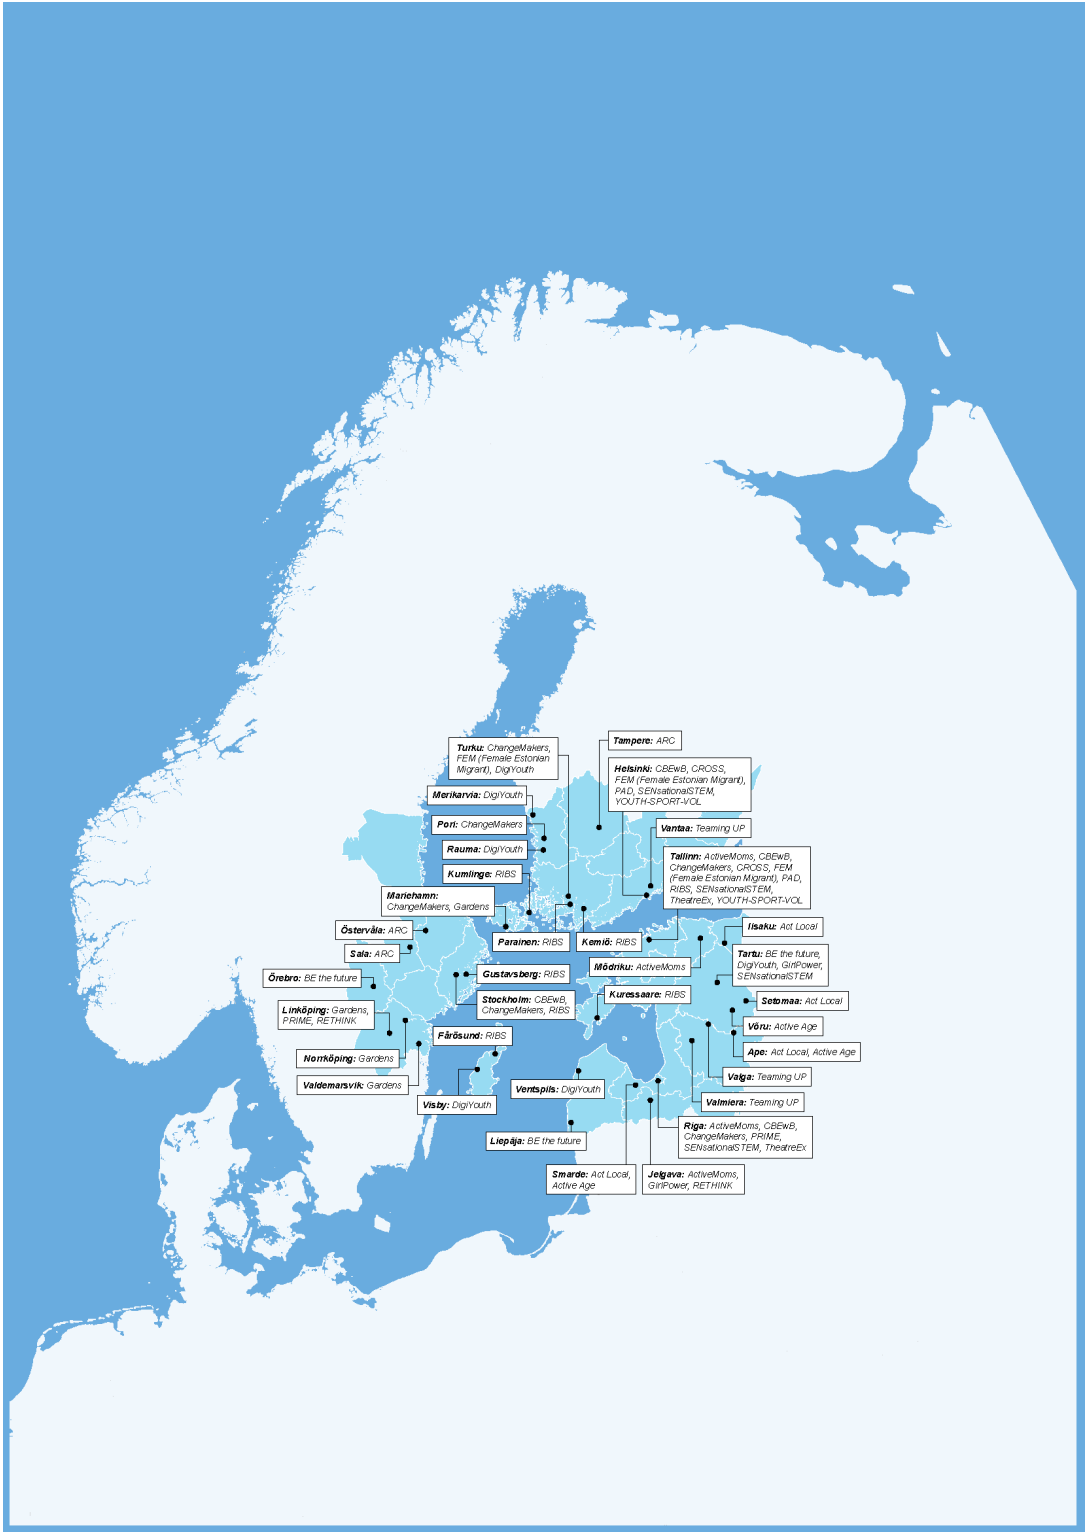 Tampere: ARC
Turku: ChangeMakers,
FEM (Female Estonian
Migrant), DigiYouth
Helsinki: CBEwB, CROSS,
FEM (Female Estonian Migrant),
PAD, SENsationalSTEM,
YOUTH-SPORT-VOL
Merikarvia: DigiYouth
Pori: ChangeMakers
Vantaa: Teaming UP
Rauma: DigiYouth
Tallinn: ActiveMoms, CBEwB,
ChangeMakers, CROSS, FEM
(Female Estonian Migrant), PAD,
RIBS, SENsationalSTEM,
TheatreEx, YOUTH-SPORT-VOL
Kumlinge: RIBS
Mariehamn:
ChangeMakers, Gardens
Östervåla: ARC
Iisaku: Act Local
Parainen: RIBS
Kemiö: RIBS
Sala: ARC
Tartu: BE the future,
DigiYouth, GirlPower,
SENsationalSTEM
Mõdriku: ActiveMoms
Örebro: BE the future
Gustavsberg: RIBS
Kuressaare: RIBS
Setomaa: Act Local
Stockholm: CBEwB,
ChangeMakers, RIBS
Linköping: Gardens,
PRIME, RETHINK
Võru: Active Age
Fårösund: RIBS
Ape: Act Local, Active Age
Norrköping: Gardens
Valga: Teaming UP
Valdemarsvik: Gardens
Ventspils: DigiYouth
Visby: DigiYouth
Valmiera: Teaming UP
Riga: ActiveMoms, CBEwB,
ChangeMakers, PRIME,
SENsationalSTEM, TheatreEx
Liepāja: BE the future
Smarde: Act Local,
Active Age
Jelgava: ActiveMoms,
GirlPower, RETHINK